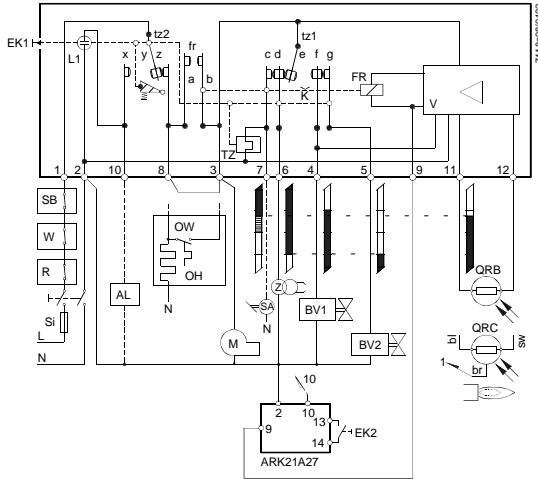 tz2
tz1
EK1
L1
x
y
z
fr
a
b
c d
e
f
g
FR
K
V
TZ
1
2
10
8
3
7
6
4
5
9
11
12
SB
W
R
Si
L
N
AL
OW
OH
N
M
Z
SA
N
BV1
BV2
QRB
QRC
bl
sw
br
1
10
2
10
9
13
14
EK2
ARK21A27